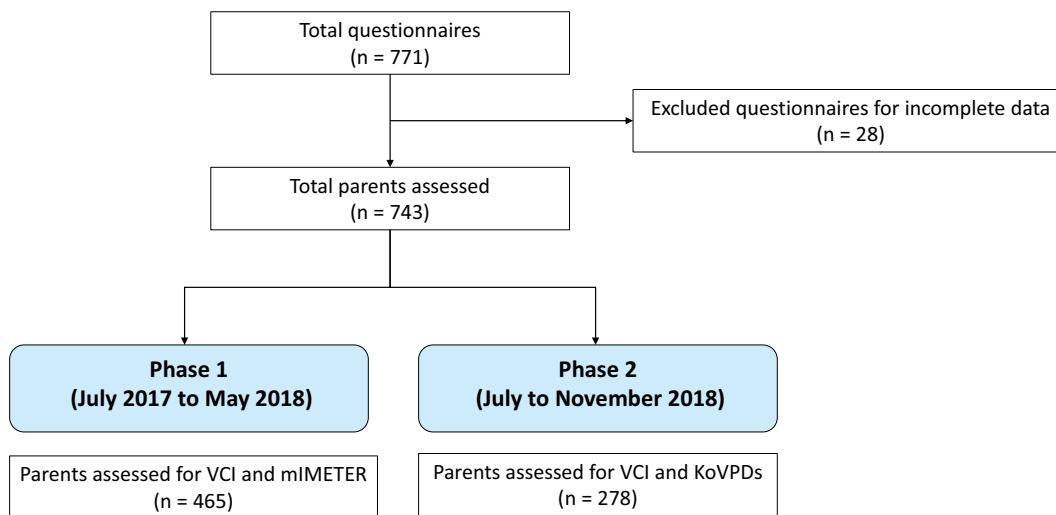 Total questionnaires
(n = 771)
Excluded questionnaires for incomplete data
(n = 28)
Total parents assessed
(n = 743)
Phase 1
(July 2017 to May 2018)
Phase 2
(July to November 2018)
Parents assessed for VCI and mIMETER
(n = 465)
Parents assessed for VCI and KoVPDs
(n = 278)